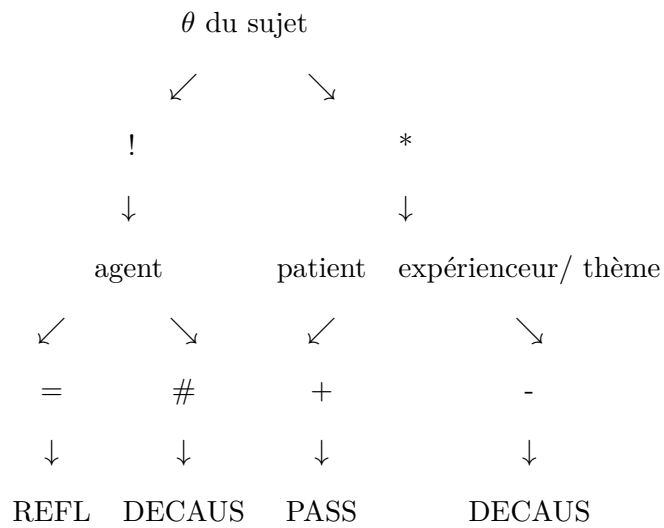 θ du sujet
↙ ↘
! *
↓ ↓
agent patient expérienceur/ thème
↙ ↘ ↙ ↘
= # + -
↓ ↓ ↓ ↓
REFL DECAUS PASS DECAUS